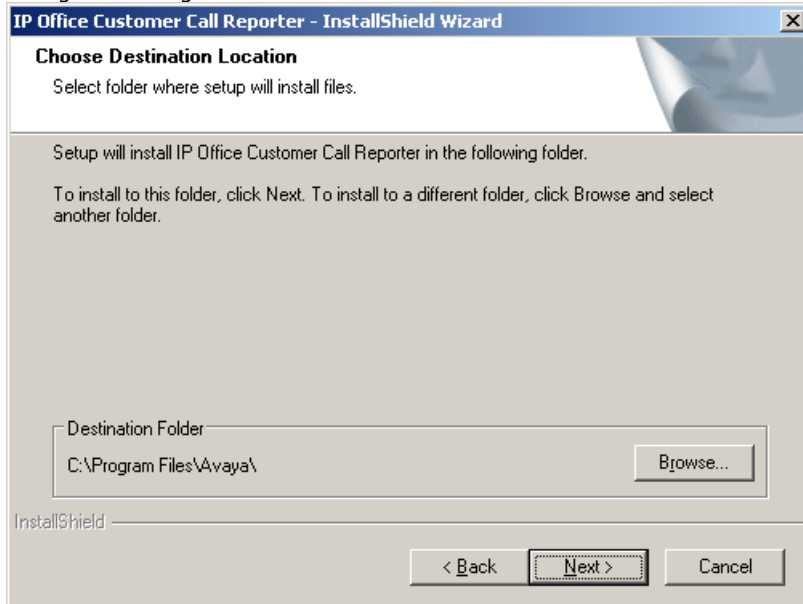 IP Office Customer Call Reporter - InstallShield Wizard
Choose Destination Location
Select folder where setup will install files.
Setup will install IP Office Customer Call Reporter in the following folder.
To install to this folder, click Next. To install to a different folder, click Browse and select
another folder.
Destination Folder
C:\Program Files\Avaya\
Browse...
InstallShield
< Back
Next >
Cancel